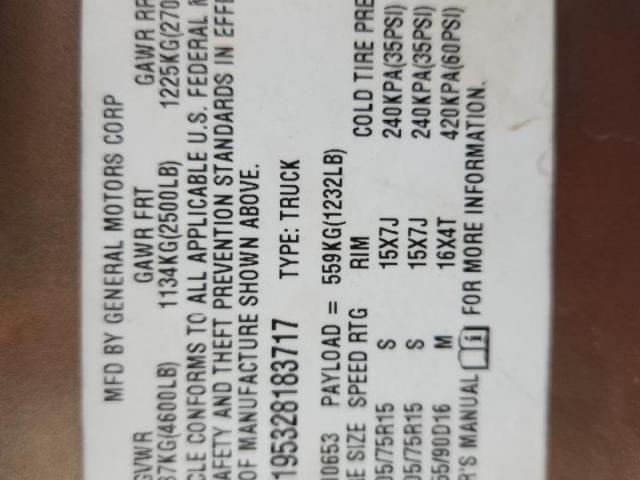 MFD BY GENERAL MOTORS CORP
GVWR GAWR FRT GAWR RR
87KG(4600LB) 1134KG(2500LB) 1225KG(270
CLE CONFORMS TO ALL APPLICABLE U.S. FEDERAL M
AFETY AND THEFT PREVENTION STANDARDS IN EFF
OF MANUFACTURE SHOWN ABOVE.
195328183717 TYPE: TRUCK
10653 PAYLOAD = 559KG(1232LB)
E SIZE SPEED RTG RIM COLD TIRE PRE
05/75R15 S 15X7J 240KPA(35PSI)
05/75R15 S 15X7J 240KPA(35PSI)
55/90D16 M 16X4T 420KPA(60PSI)
R'S MANUAL FOR MORE INFORMATION.